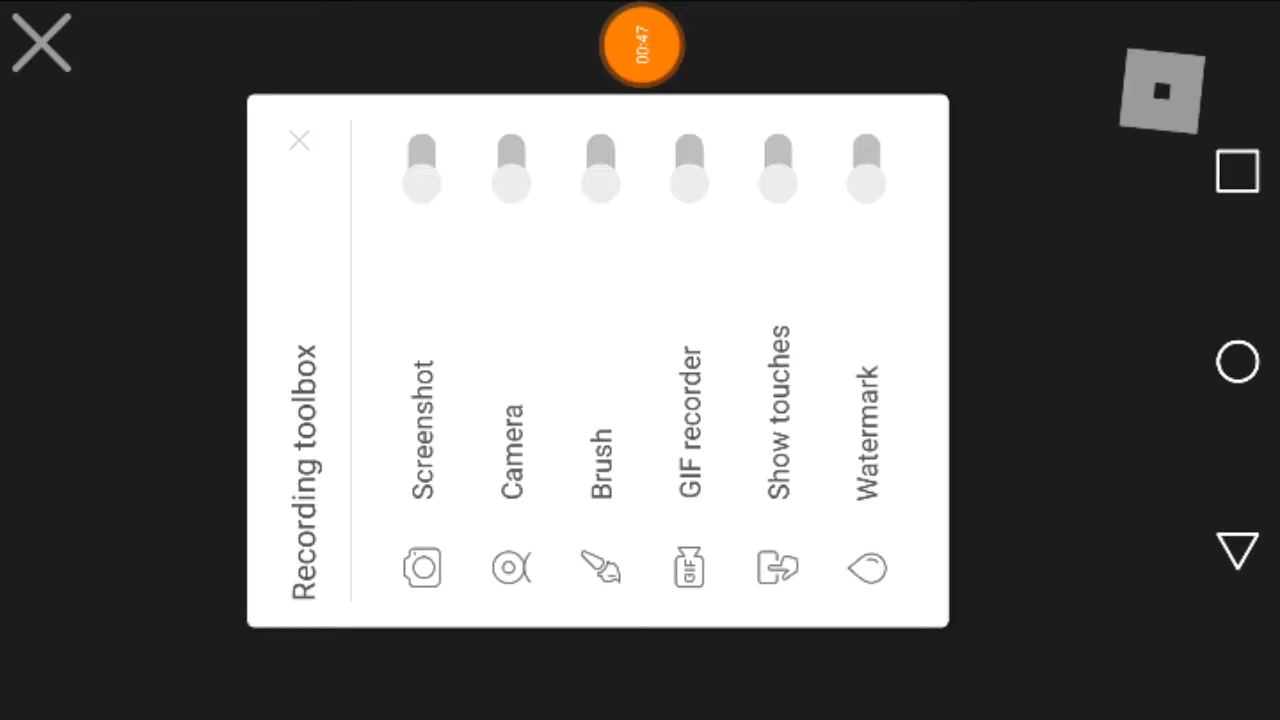 00:47
Recording toolbox
Screenshot
Camera
Brush
GIF recorder
GIF
Show touches
Watermark